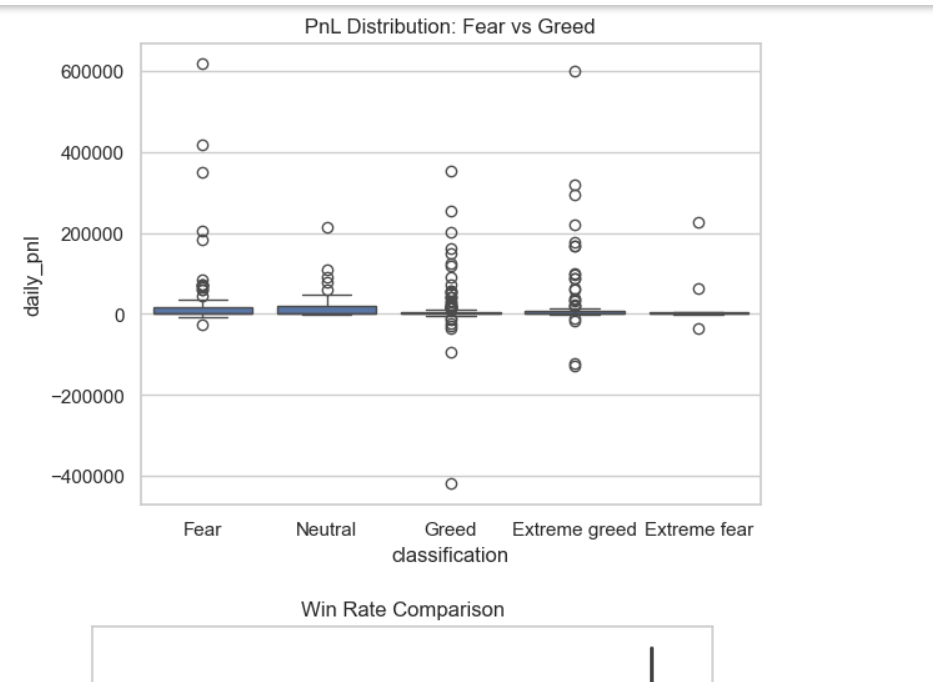 PnL Distribution: Fear vs Greed
600000
400000
200000
0
−200000
−400000
daily_pnl
Fear Neutral Greed Extreme greed Extreme fear
classification
Win Rate Comparison